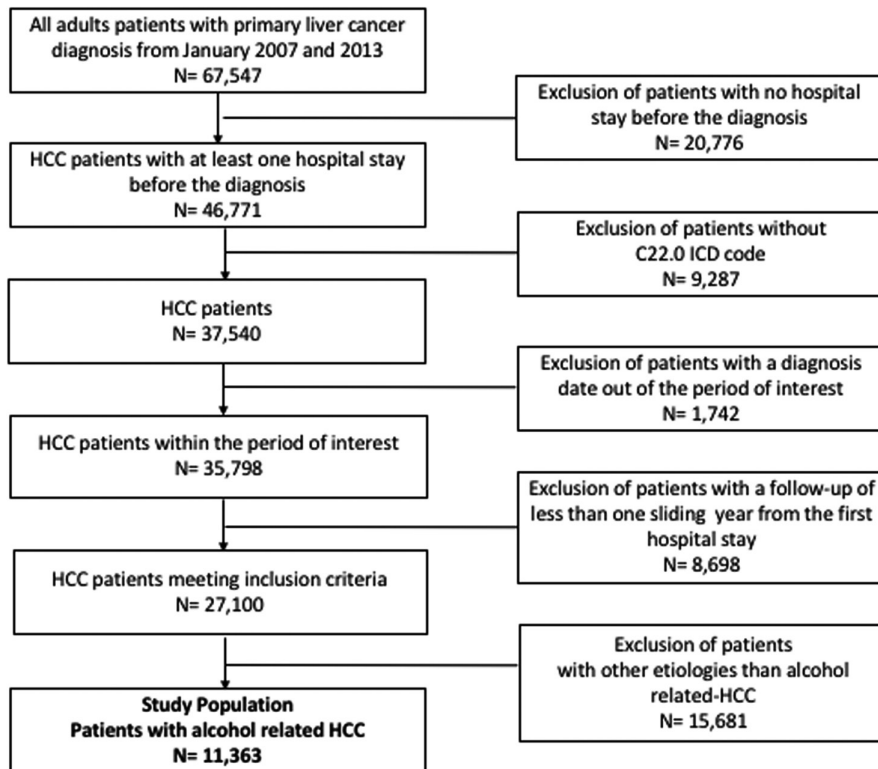 All adults patients with primary liver cancer
diagnosis from January 2007 and 2013
N= 67,547
Exclusion of patients with no hospital
stay before the diagnosis
N= 20,776
HCC patients with at least one hospital stay
before the diagnosis
N= 46,771
Exclusion of patients without
C22.0 ICD code
N= 9,287
HCC patients
N= 37,540
Exclusion of patients with a diagnosis
date out of the period of interest
N= 1,742
HCC patients within the period of interest
N= 35,798
Exclusion of patients with a follow-up of
less than one sliding year from the first
hospital stay
N= 8,698
HCC patients meeting inclusion criteria
N= 27,100
Exclusion of patients
with other etiologies than alcohol
related-HCC
N= 15,681
Study Population
Patients with alcohol related HCC
N= 11,363